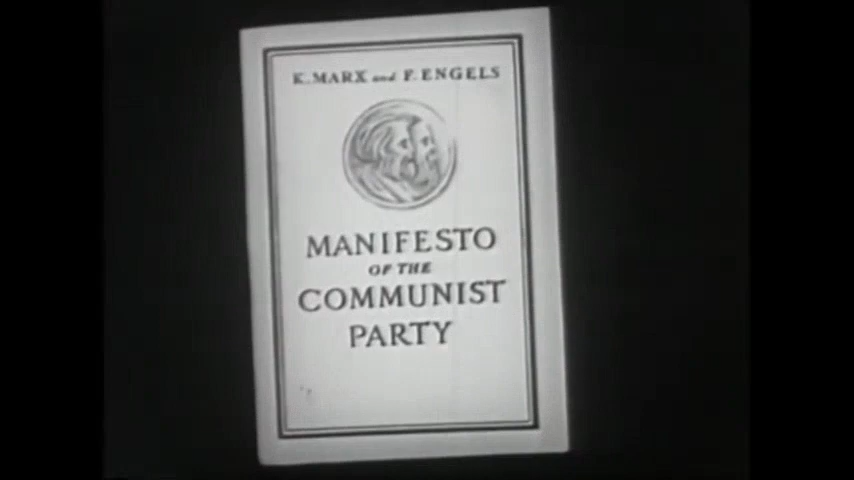 K. MARX and F. ENGELS
MANIFESTO
OF THE
COMMUNIST
PARTY